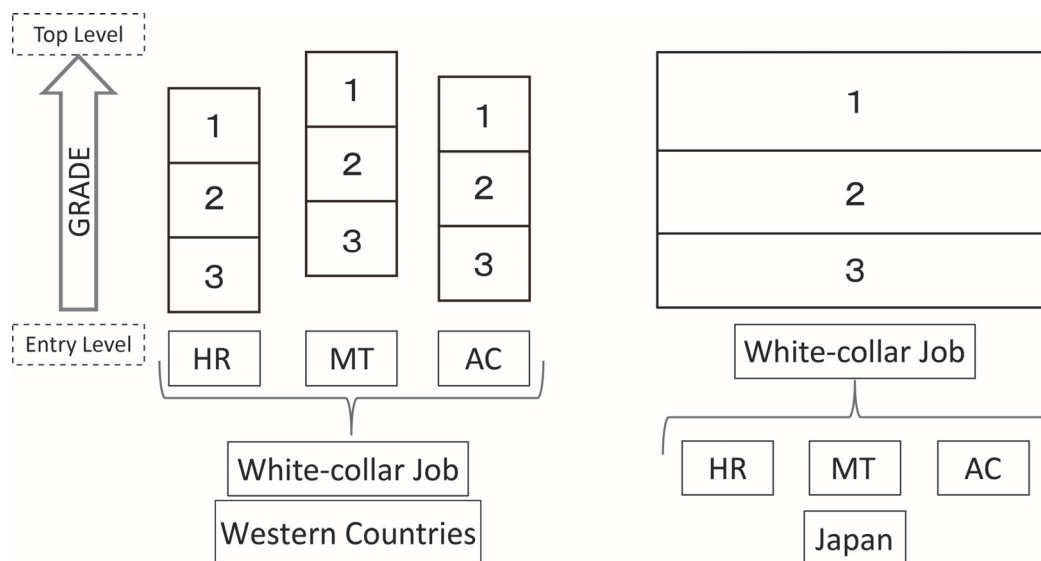 Top Level
GRADE
Entry Level
1
2
3
HR
1
2
3
MT
1
2
3
AC
White-collar Job
Western Countries
1
2
3
White-collar Job
HR
MT
AC
Japan